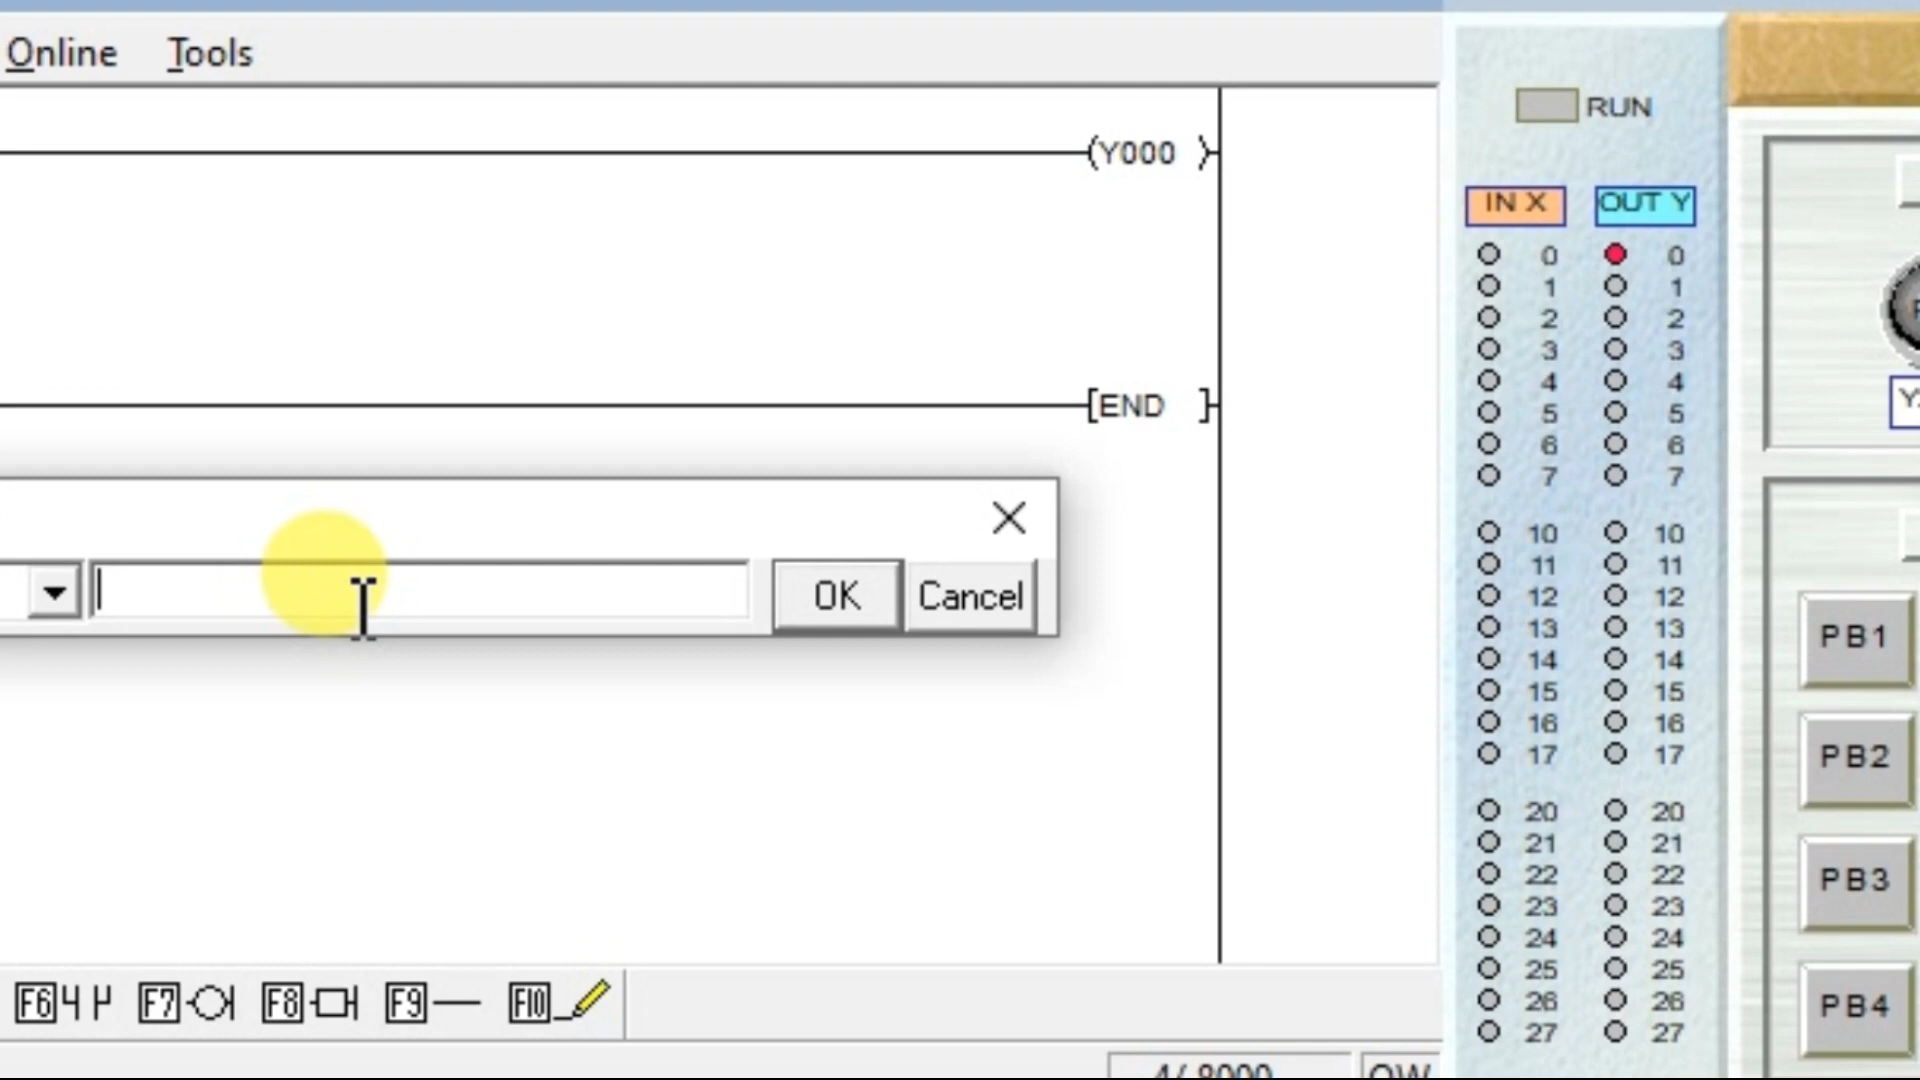 Online Tools
(Y000 )
[END ]
OK Cancel
F6 F7 F8 F9 F10
4/ 8000
RUN
IN X OUT Y
0 0
1 1
2 2
3 3
4 4
5 5
6 6
7 7
10 10
11 11
12 12
13 13
14 14
15 15
16 16
17 17
20 20
21 21
22 22
23 23
24 24
25 25
26 26
27 27
PB1
PB2
PB3
PB4